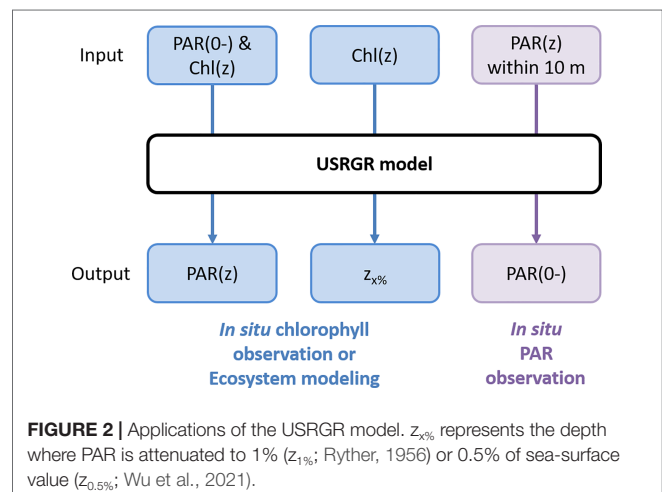 Input
PAR(0-) &
Chl(z)
Chl(z)
PAR(z)
within 10 m
USRGR model
Output
PAR(z)
zx%
PAR(0-)
In situ chlorophyll
observation or
Ecosystem modeling
In situ
PAR
observation
FIGURE 2 | Applications of the USRGR model. zx% represents the depth
where PAR is attenuated to 1% (z1%; Ryther, 1956) or 0.5% of sea-surface
value (z0.5%; Wu et al., 2021).